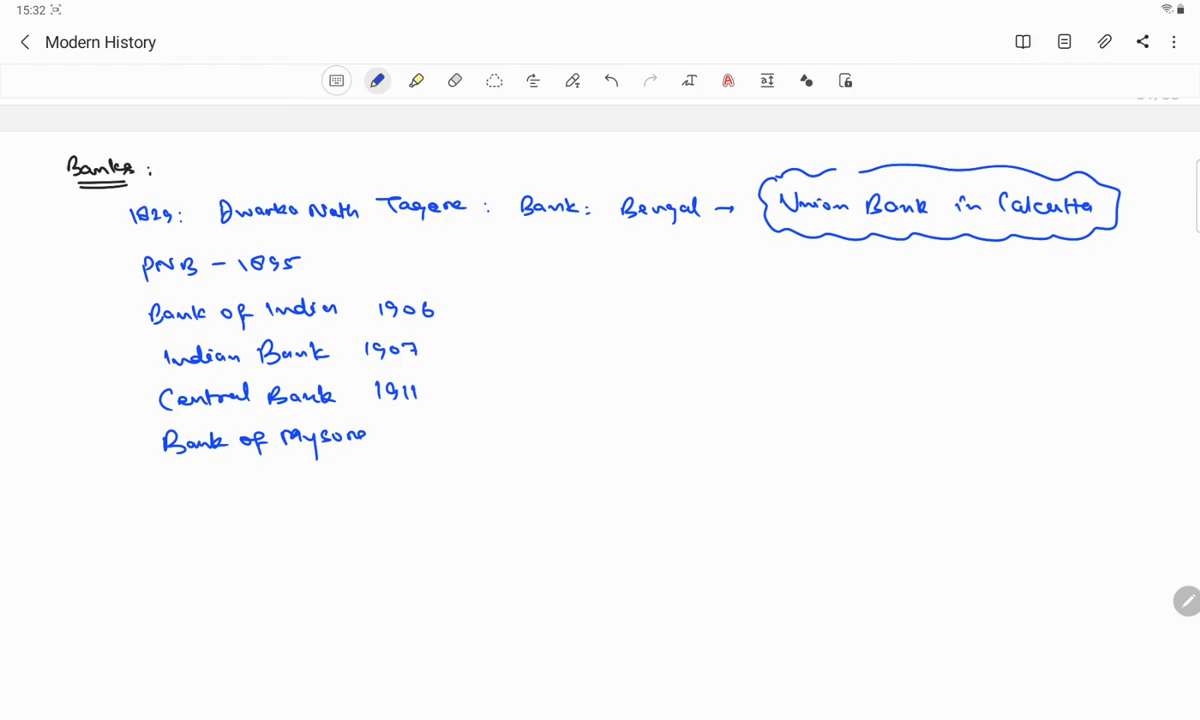 15:32
Modern History
Banks :
1829: Dwarka Nath Tagore : Bank: Bengal → Union Bank in Calcutta
PNB - 1895
Bank of India 1906
Indian Bank 1907
Central Bank 1911
Bank of Mysore